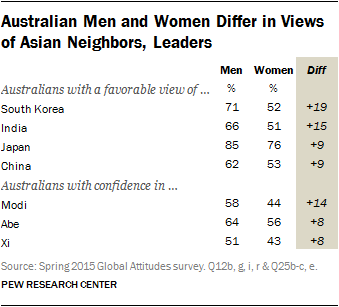 Australian Men and Women Differ in Views
of Asian Neighbors, Leaders
Men Women Diff
Australians with a favorable view of ... % %
South Korea 71 52 +19
India 66 51 +15
Japan 85 76 +9
China 62 53 +9
Australians with confidence in ...
Modi 58 44 +14
Abe 64 56 +8
Xi 51 43 +8
Source: Spring 2015 Global Attitudes survey. Q12b, g, i, r & Q25b-c, e.
PEW RESEARCH CENTER